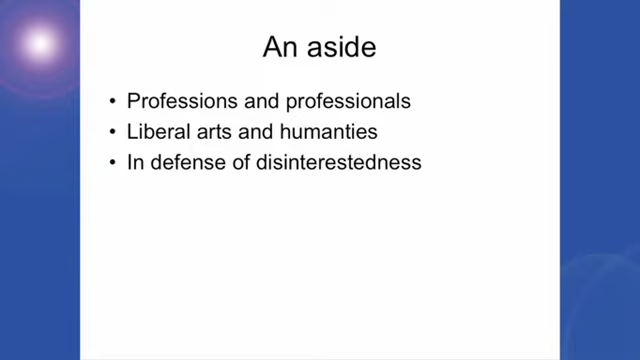 An aside
• Professions and professionals
• Liberal arts and humanties
• In defense of disinterestedness